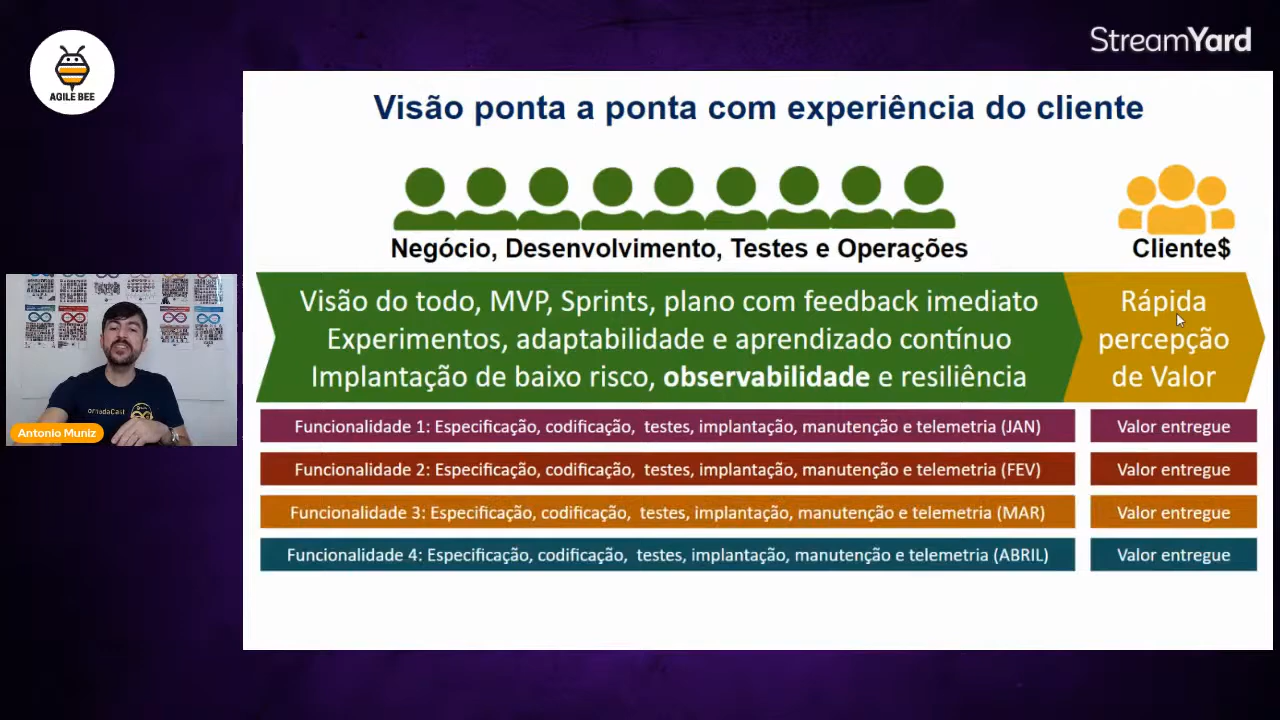 StreamYard
AGILE BEE
Visão ponta a ponta com experiência do cliente
Negócio, Desenvolvimento, Testes e Operações
Cliente$
Visão do todo, MVP, Sprints, plano com feedback imediato
Experimentos, adaptabilidade e aprendizado contínuo
Implantação de baixo risco, observabilidade e resiliência
Rápida
percepção
de Valor
Funcionalidade 1: Especificação, codificação, testes, implantação, manutenção e telemetria (JAN)
Valor entregue
Funcionalidade 2: Especificação, codificação, testes, implantação, manutenção e telemetria (FEV)
Valor entregue
Funcionalidade 3: Especificação, codificação, testes, implantação, manutenção e telemetria (MAR)
Valor entregue
Funcionalidade 4: Especificação, codificação, testes, implantação, manutenção e telemetria (ABRIL)
Valor entregue
Antonio Muniz